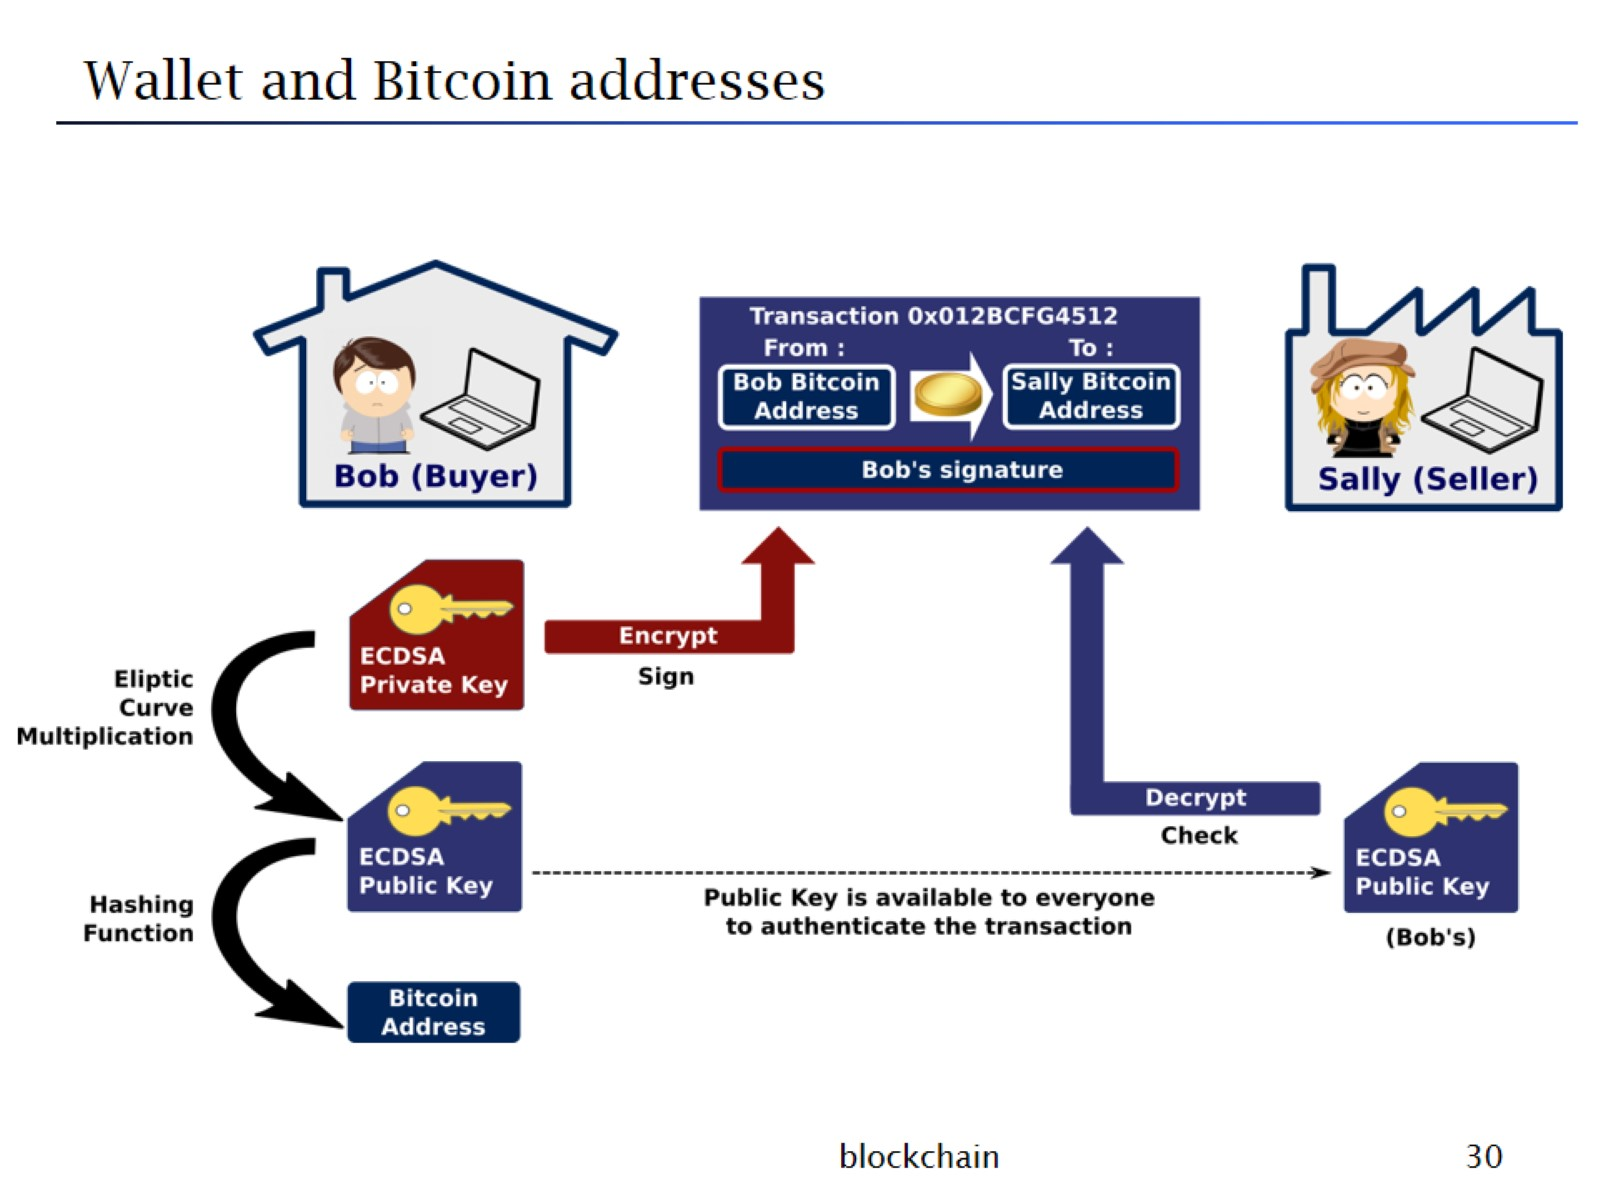 Wallet and Bitcoin addresses
Transaction 0x012BCFG4512
From :
To :
Bob Bitcoin
Address
Sally Bitcoin
Address
Bob's signature
Bob (Buyer)
Sally (Seller)
ECDSA
Private Key
Encrypt
Sign
Eliptic
Curve
Multiplication
ECDSA
Public Key
Decrypt
Check
ECDSA
Public Key
(Bob's)
Public Key is available to everyone
to authenticate the transaction
Hashing
Function
Bitcoin
Address
blockchain
30